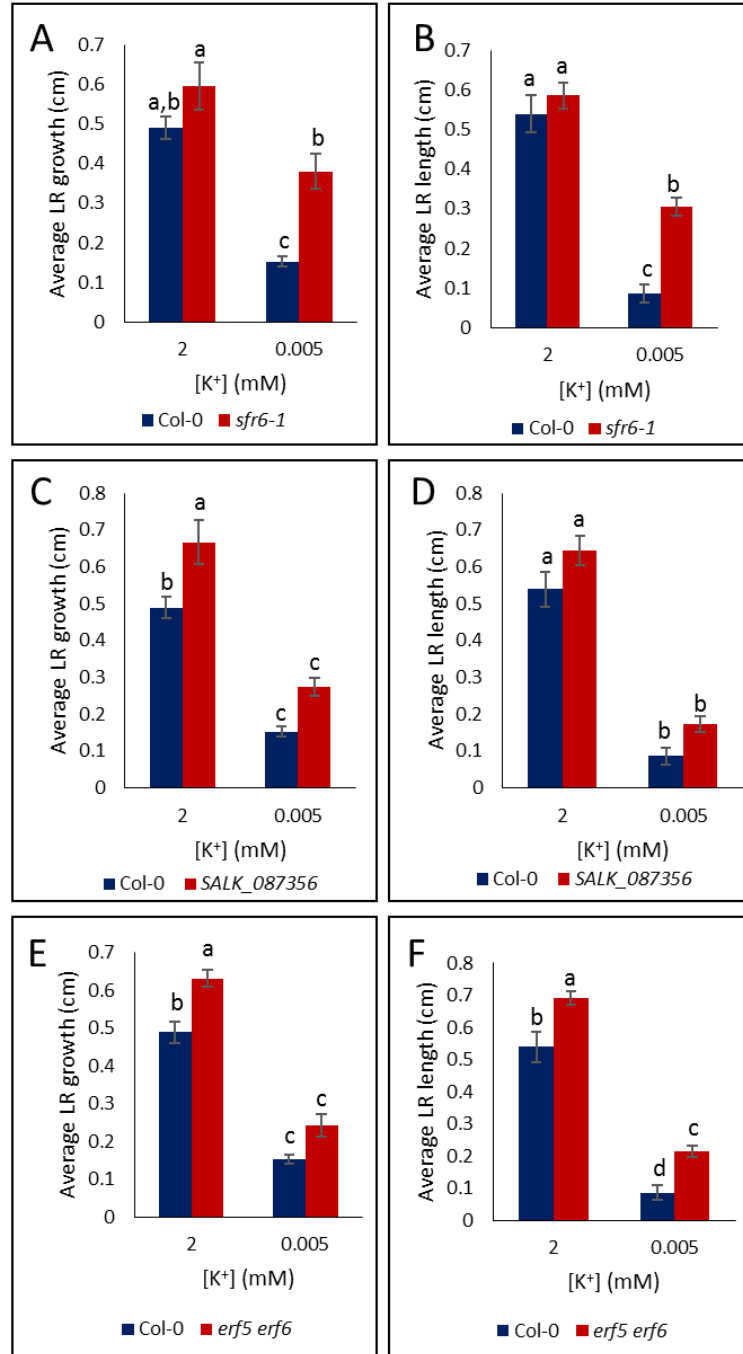 A
Average LR growth (cm)
0.7
0.6
0.5
0.4
0.3
0.2
0.1
0
a,b
a
c
b
2
0.005
[K⁺] (mM)
Col-0 sfr6-1
B
Average LR length (cm)
0.7
0.6
0.5
0.4
0.3
0.2
0.1
0
a
a
c
b
2
0.005
[K⁺] (mM)
Col-0 sfr6-1
C
Average LR growth (cm)
0.8
0.7
0.6
0.5
0.4
0.3
0.2
0.1
0
b
a
c
c
2
0.005
[K⁺] (mM)
Col-0 SALK_087356
D
Average LR length (cm)
0.8
0.7
0.6
0.5
0.4
0.3
0.2
0.1
0
a
a
b
b
2
0.005
[K⁺] (mM)
Col-0 SALK_087356
E
Average LR growth (cm)
0.7
0.6
0.5
0.4
0.3
0.2
0.1
0
b
a
c
c
2
0.005
[K⁺] (mM)
Col-0 erf5 erf6
F
Average LR length (cm)
0.8
0.7
0.6
0.5
0.4
0.3
0.2
0.1
0
b
a
d
c
2
0.005
[K⁺] (mM)
Col-0 erf5 erf6